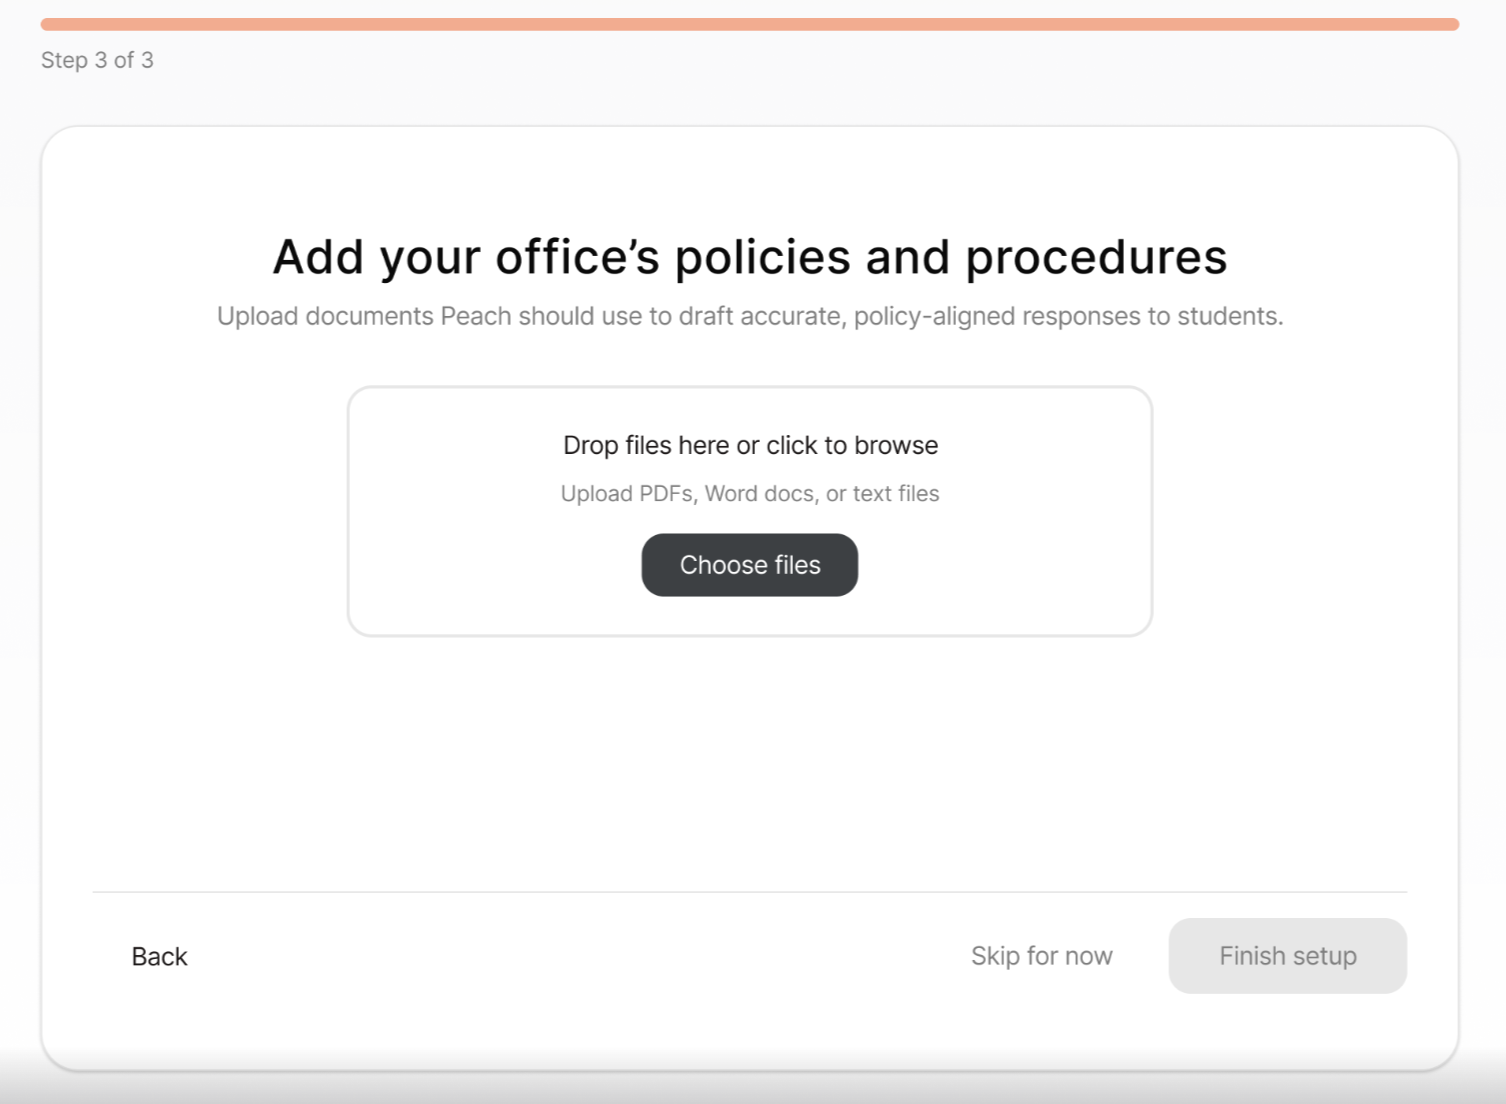 Step 3 of 3
Add your office’s policies and procedures
Upload documents Peach should use to draft accurate, policy-aligned responses to students.
Drop files here or click to browse
Upload PDFs, Word docs, or text files
Choose files
Back
Skip for now
Finish setup